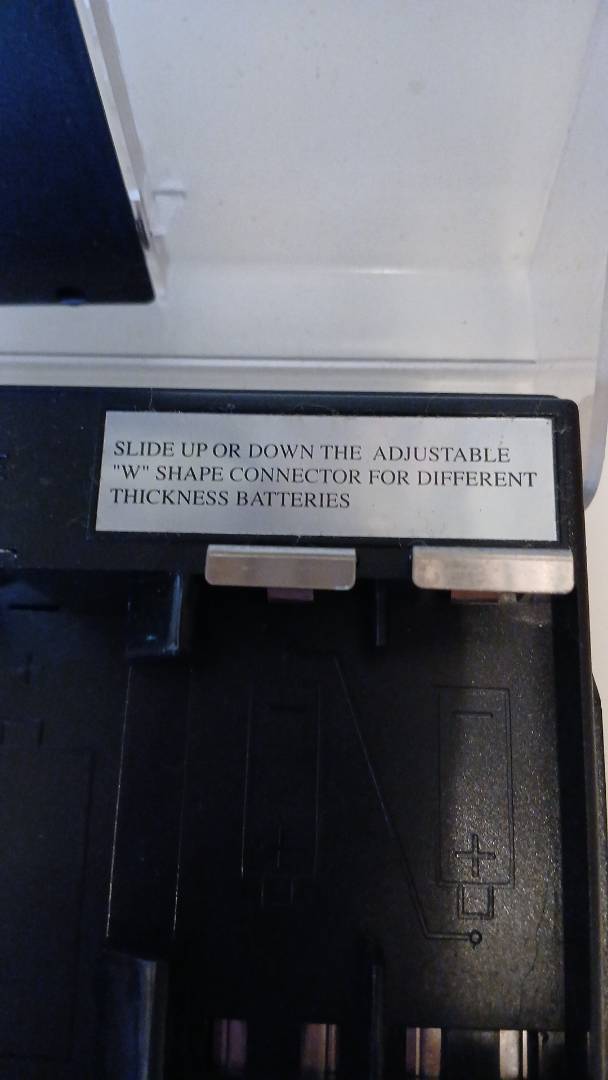 SLIDE UP OR DOWN THE ADJUSTABLE
"W" SHAPE CONNECTOR FOR DIFFERENT
THICKNESS BATTERIES